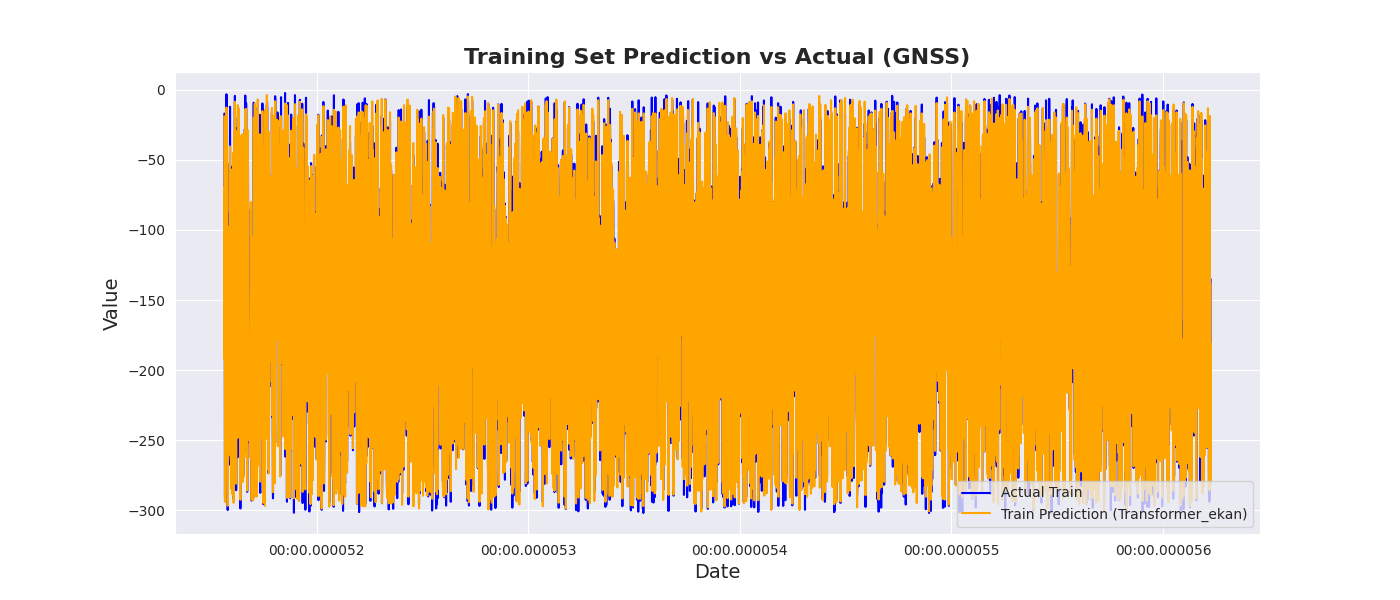 Training Set Prediction vs Actual (GNSS)
Value
0
−50
−100
−150
−200
−250
−300
Actual Train
Train Prediction (Transformer_ekan)
00:00.000052
00:00.000053
00:00.000054
00:00.000055
00:00.000056
Date